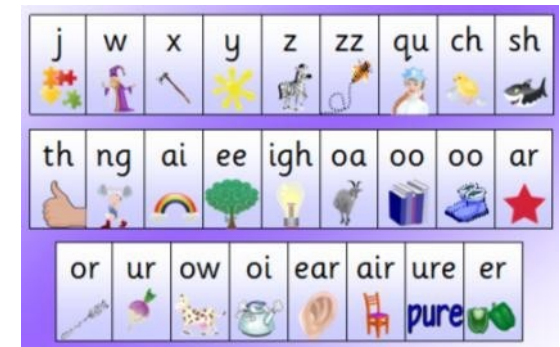 j w x y z zz qu ch sh
th ng ai ee igh oa oo oo ar
or ur ow oi ear air ure er
pure